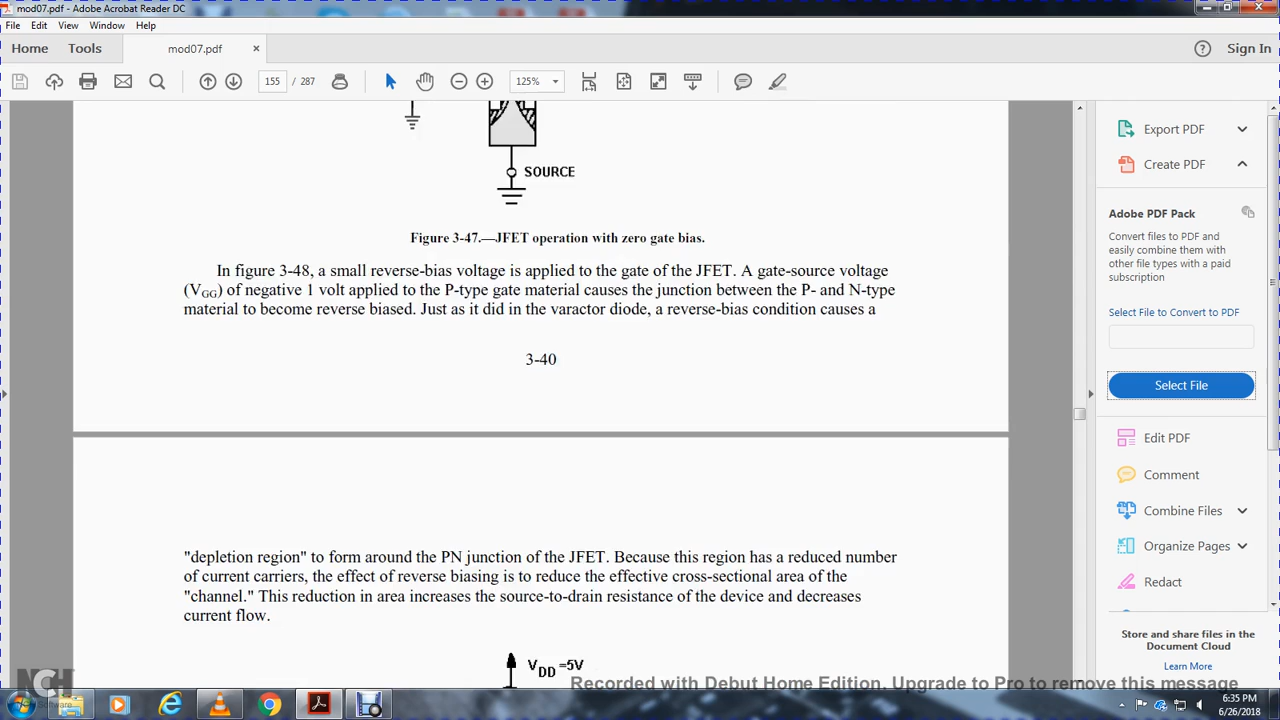 mod07.pdf - Adobe Acrobat Reader DC
File Edit View Window Help
Home Tools mod07.pdf × Sign In
155 / 287 125%
SOURCE
Figure 3-47.—JFET operation with zero gate bias.
In figure 3-48, a small reverse-bias voltage is applied to the gate of the JFET. A gate-source voltage
(VGG) of negative 1 volt applied to the P-type gate material causes the junction between the P- and N-type
material to become reverse biased. Just as it did in the varactor diode, a reverse-bias condition causes a
3-40
"depletion region" to form around the PN junction of the JFET. Because this region has a reduced number
of current carriers, the effect of reverse biasing is to reduce the effective cross-sectional area of the
"channel." This reduction in area increases the source-to-drain resistance of the device and decreases
current flow.
VDD =5V
Export PDF
Create PDF
Adobe PDF Pack
Convert files to PDF and
easily combine them with
other file types with a paid
subscription
Select File to Convert to PDF
Select File
Edit PDF
Comment
Combine Files
Organize Pages
Redact
Store and share files in the
Document Cloud
Learn More
NCH
Software
Recorded with Debut Home Edition. Upgrade to Pro to remove this message
6:35 PM
6/26/2018